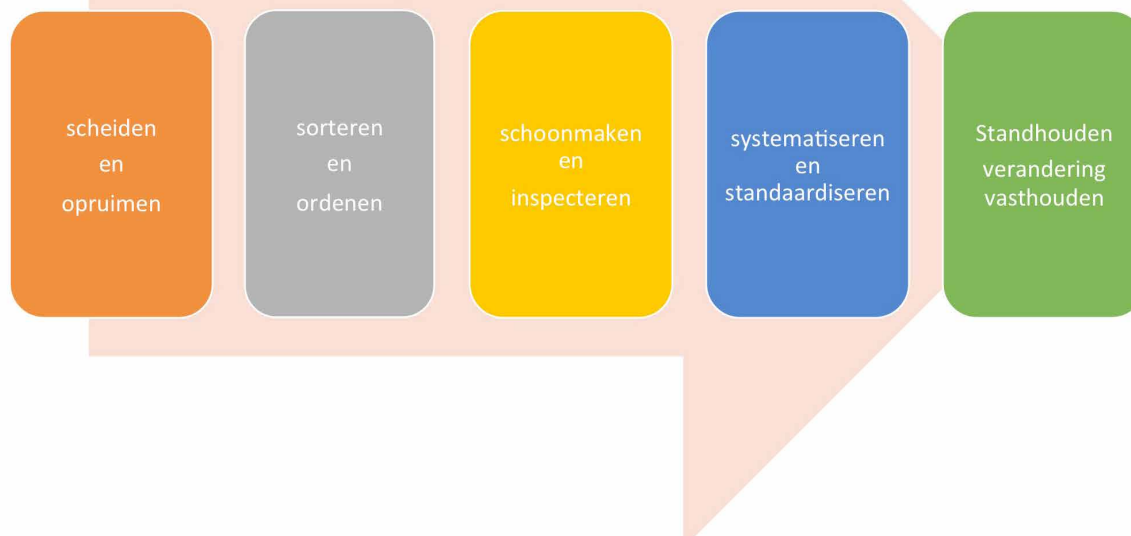 scheiden
en
opruimen
sorteren
en
ordenen
schoonmaken
en
inspecteren
systematiseren
en
standaardiseren
Standhouden
verandering
vasthouden